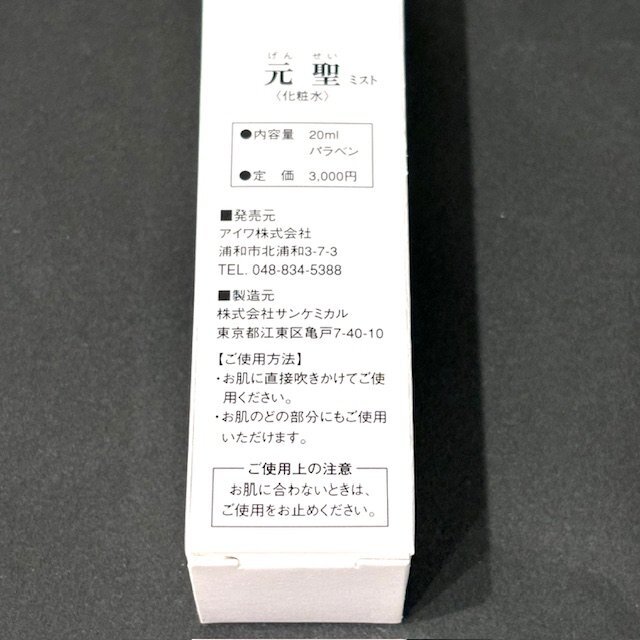 げん せい
元 聖 ミスト
〈化粧水〉
●内容量 20ml
パラベン
●定 価 3,000円
■発売元
アイワ株式会社
浦和市北浦和3-7-3
TEL. 048-834-5388
■製造元
株式会社サンケミカル
東京都江東区亀戸7-40-10
【ご使用方法】
・お肌に直接吹きかけてご使
用ください。
・お肌のどの部分にもご使用
いただけます。
ご使用上の注意
お肌に合わないときは、
ご使用をお止めください。